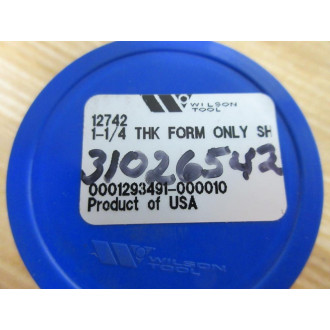 WILSON
TOOL
12742
1-1/4 THK FORM ONLY SH
31026542
0001293491-000010
Product of USA
WILSON
TOOL